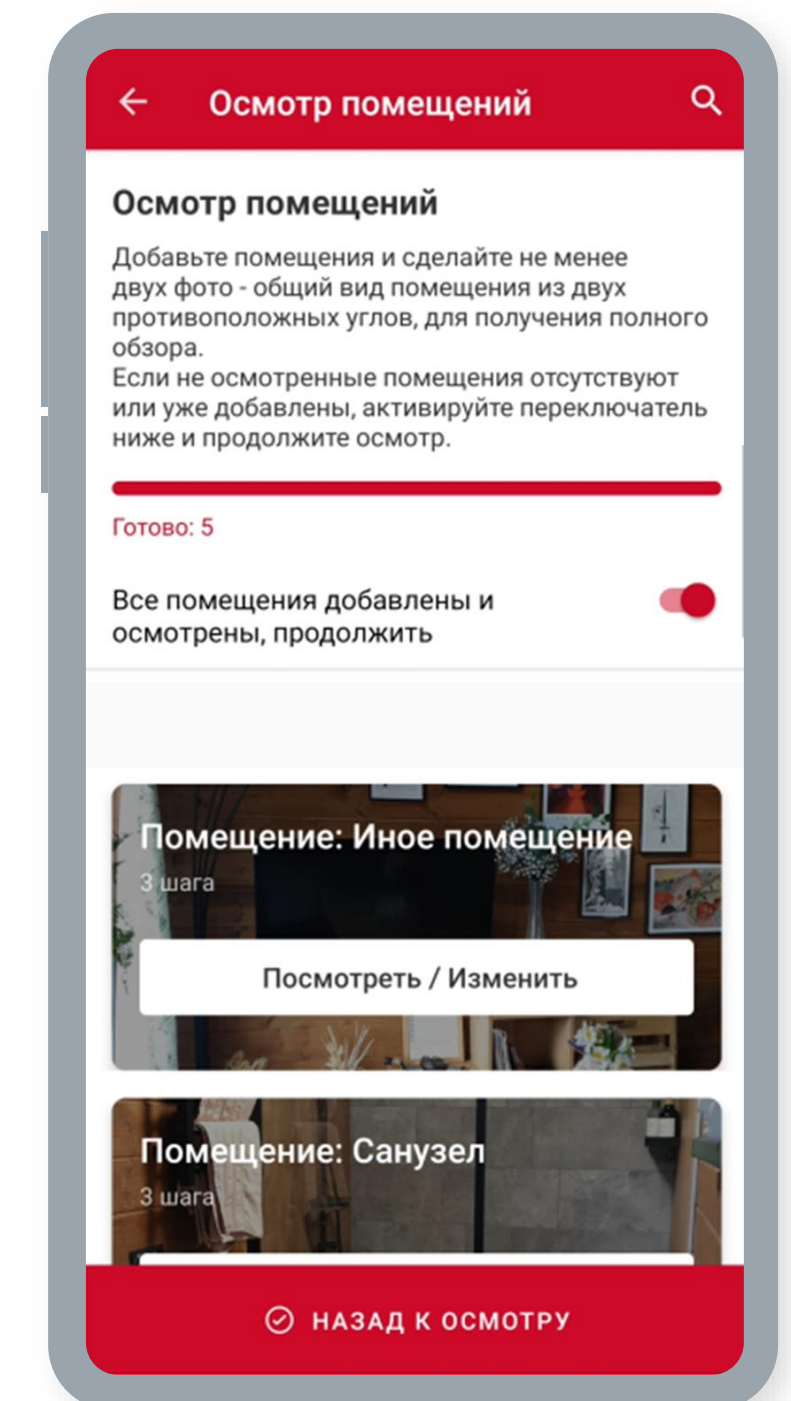 Осмотр помещений
Осмотр помещений
Добавьте помещения и сделайте не менее
двух фото - общий вид помещения из двух
противоположных углов, для получения полного
обзора.
Если не осмотренные помещения отсутствуют
или уже добавлены, активируйте переключатель
ниже и продолжите осмотр.
Готово: 5
Все помещения добавлены и
осмотрены, продолжить
Помещение: Иное помещение
3 шага
Посмотреть / Изменить
Помещение: Санузел
3 шага
НАЗАД К ОСМОТРУ